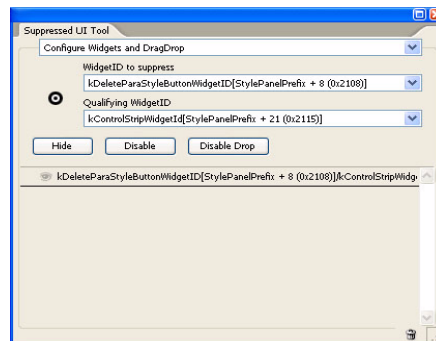 Suppressed UI Tool
Configure Widgets and DragDrop
WidgetID to suppress
kDeleteParaStyleButtonWidgetID[StylePanelPrefix + 8 (0x2108)]
Qualifying WidgetID
kControlStripWidgetId[StylePanelPrefix + 21 (0x2115)]
Hide Disable Disable Drop
kDeleteParaStyleButtonWidgetID[StylePanelPrefix + 8 (0x2108)]/kControlStripWidg